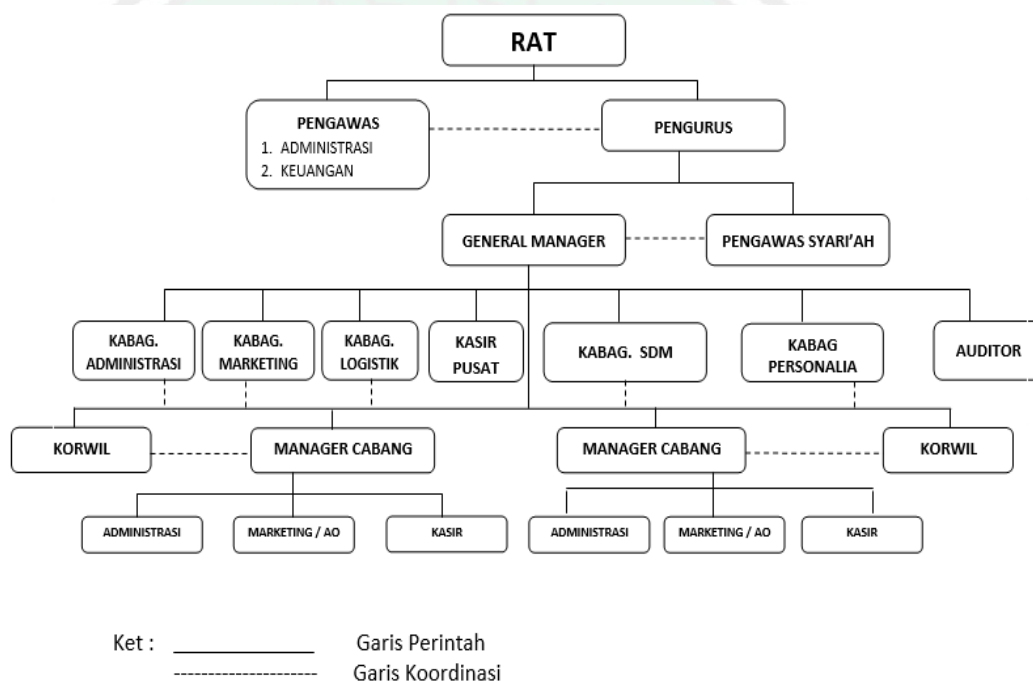 RAT
PENGAWAS
1. ADMINISTRASI
2. KEUANGAN
PENGURUS
GENERAL MANAGER
PENGAWAS SYARI'AH
KABAG.
ADMINISTRASI
KABAG.
MARKETING
KABAG.
LOGISTIK
KASIR
PUSAT
KABAG. SDM
KABAG
PERSONALIA
AUDITOR
KORWIL
MANAGER CABANG
MANAGER CABANG
KORWIL
ADMINISTRASI
MARKETING / AO
KASIR
ADMINISTRASI
MARKETING / AO
KASIR
Ket :
Garis Perintah
Garis Koordinasi